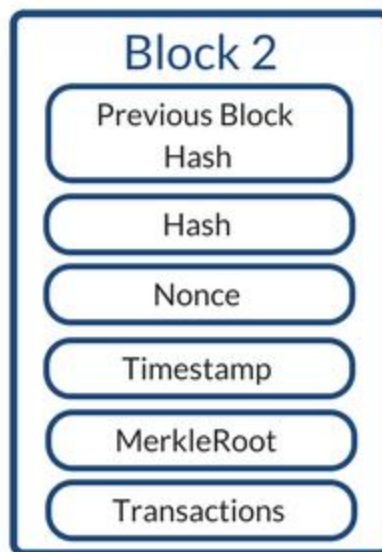 Block 2
Previous Block
Hash
Hash
Nonce
Timestamp
MerkleRoot
Transactions